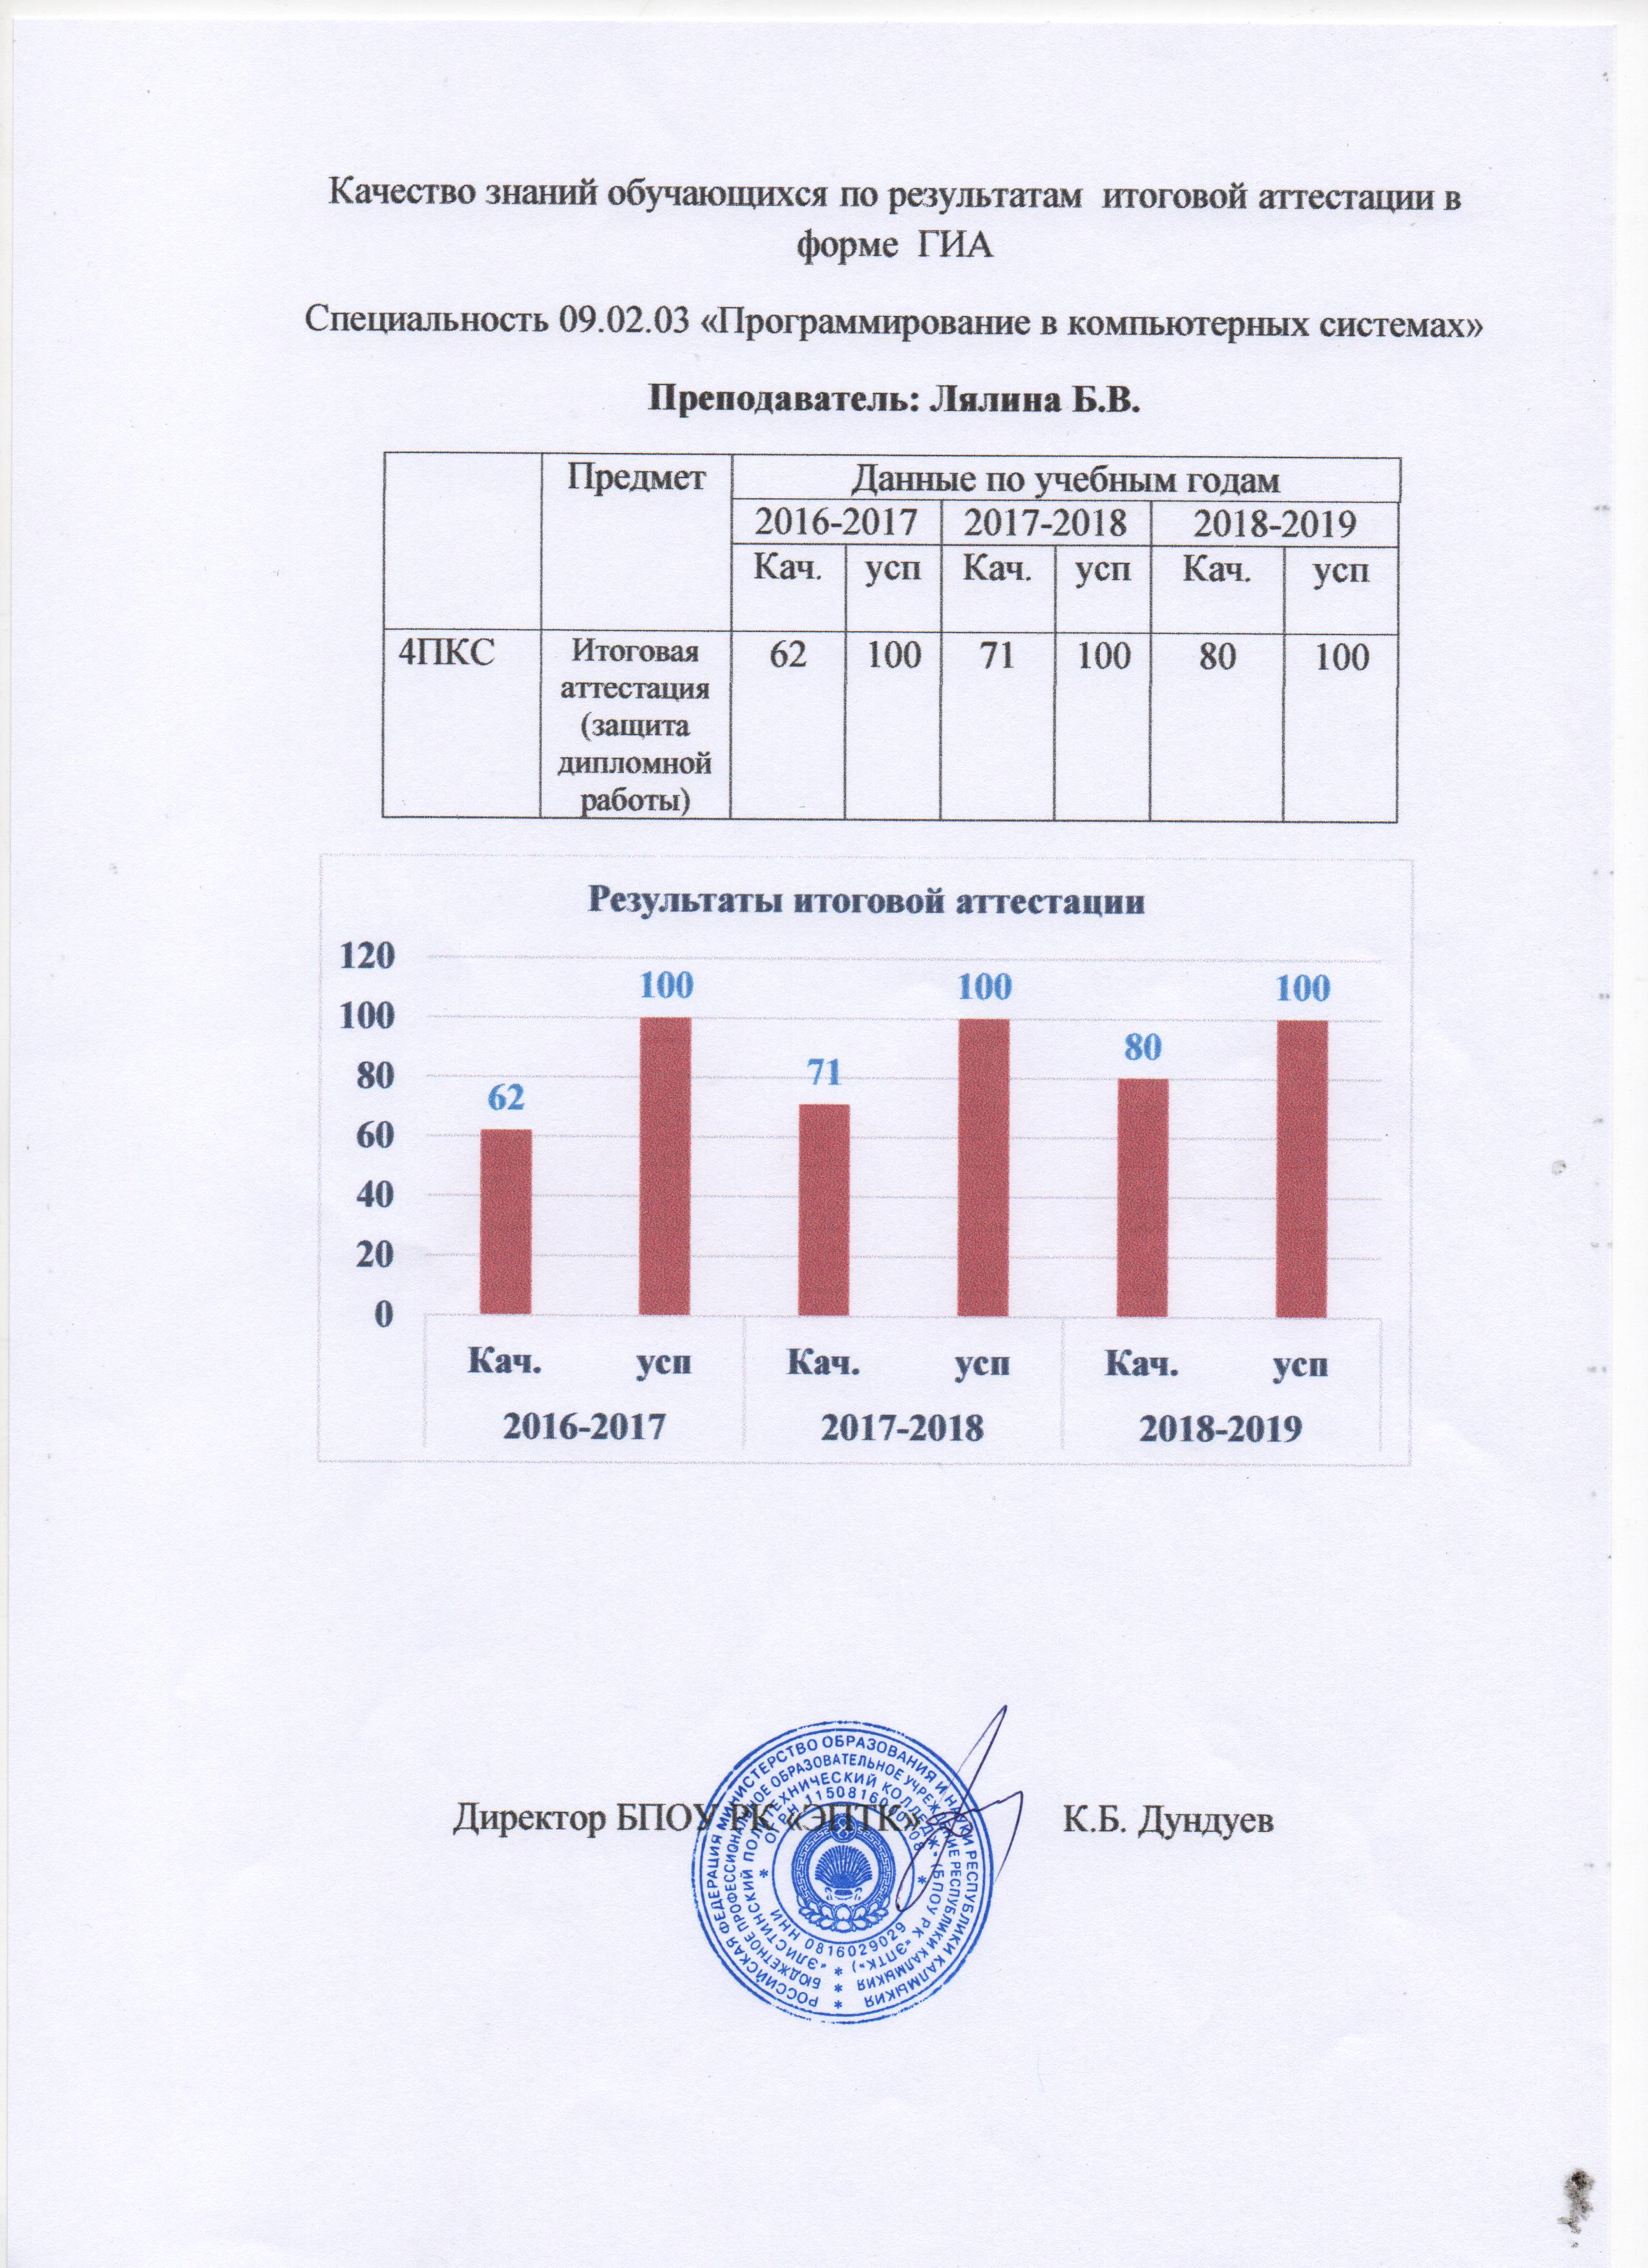 Качество знаний обучающихся по результатам итоговой аттестации в
форме ГИА
Специальность 09.02.03 «Программирование в компьютерных системах»
Преподаватель: Лялина Б.В.
Предмет Данные по учебным годам
2016-2017 2017-2018 2018-2019
Кач. усп Кач. усп Кач. усп
4ПКС Итоговая 62 100 71 100 80 100
аттестация
(защита
дипломной
работы)
Результаты итоговой аттестации
120
100
80
60
40
20
0
62 100 71 100 80 100
Кач. усп Кач. усп Кач. усп
2016-2017 2017-2018 2018-2019
Директор БПОУ РК «ЭПТК» К.Б. Дундуев
РОССИЙСКАЯ ФЕДЕРАЦИЯ МИНИСТЕРСТВО ОБРАЗОВАНИЯ И НАУКИ РЕСПУБЛИКИ КАЛМЫКИЯ
БЮДЖЕТНОЕ ПРОФЕССИОНАЛЬНОЕ ОБРАЗОВАТЕЛЬНОЕ УЧРЕЖДЕНИЕ РЕСПУБЛИКИ КАЛМЫКИЯ
«ЭЛИСТИНСКИЙ ПОЛИТЕХНИЧЕСКИЙ КОЛЛЕДЖ» (БПОУ РК «ЭПТК»)
ОГРН
ИНН 0816029029